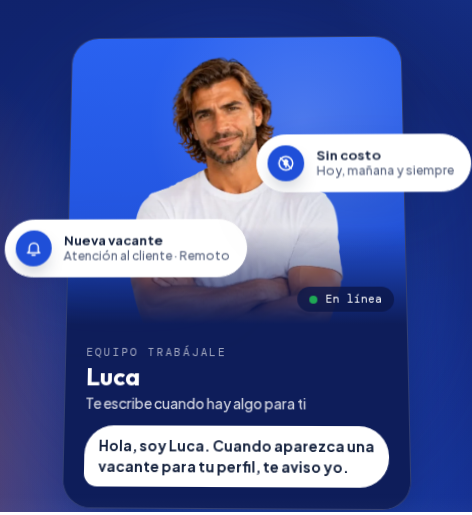 Sin costo
Hoy, mañana y siempre
Nueva vacante
Atención al cliente · Remoto
En línea
EQUIPO TRABÁJALE
Luca
Te escribe cuando hay algo para ti
Hola, soy Luca. Cuando aparezca una
vacante para tu perfil, te aviso yo.